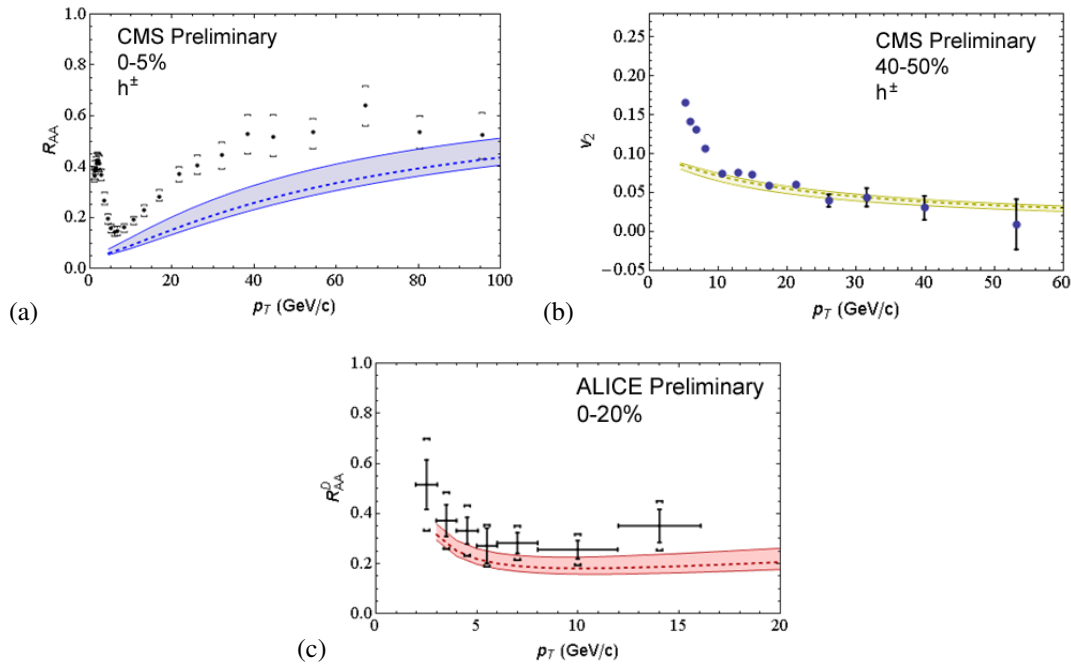 CMS Preliminary
0-5%
h±
1.0
0.8
0.6
0.4
0.2
0.0
R_AA
0 20 40 60 80 100
p_T (GeV/c)
(a)
CMS Preliminary
40-50%
h±
0.25
0.20
0.15
0.10
0.05
0.00
−0.05
v_2
0 10 20 30 40 50 60
p_T (GeV/c)
(b)
ALICE Preliminary
0-20%
1.0
0.8
0.6
0.4
0.2
0.0
R^D_AA
0 5 10 15 20
p_T (GeV/c)
(c)